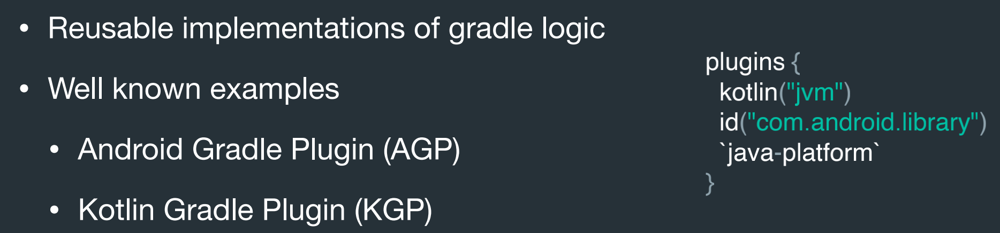 • Reusable implementations of gradle logic
• Well known examples
• Android Gradle Plugin (AGP)
• Kotlin Gradle Plugin (KGP)
plugins {
kotlin("jvm")
id("com.android.library")
`java-platform`
}